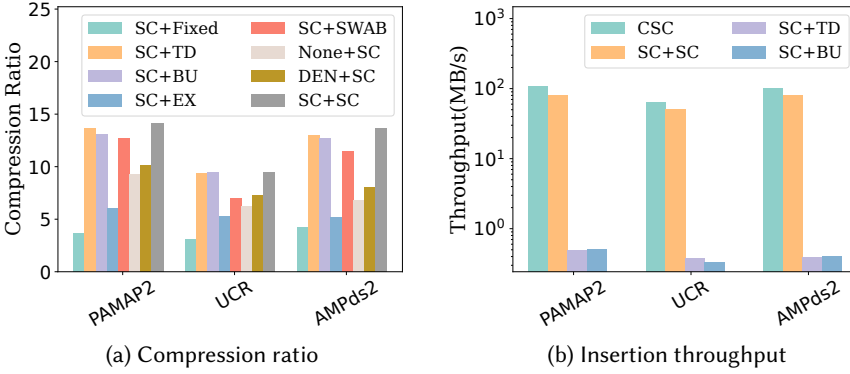 25
20
15
10
5
0
Compression Ratio
SC+Fixed
SC+TD
SC+BU
SC+EX
SC+SWAB
None+SC
DEN+SC
SC+SC
PAMAP2
UCR
AMPds2
(a) Compression ratio
10³
10²
10¹
10⁰
Throughput(MB/s)
CSC
SC+SC
SC+TD
SC+BU
PAMAP2
UCR
AMPds2
(b) Insertion throughput